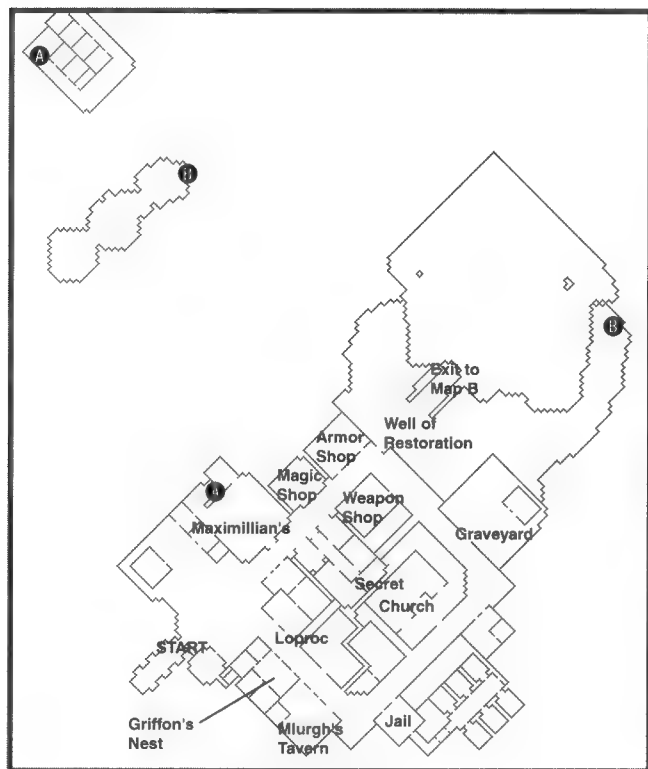 A
B
B
Exit to
Map B
Well of
Restoration
Armor
Shop
Magic
Shop
A
Weapon
Shop
Maximillian's
Graveyard
Secret
Church
START
Loproc
Griffon's
Nest
Mlurgh's
Tavern
Jail